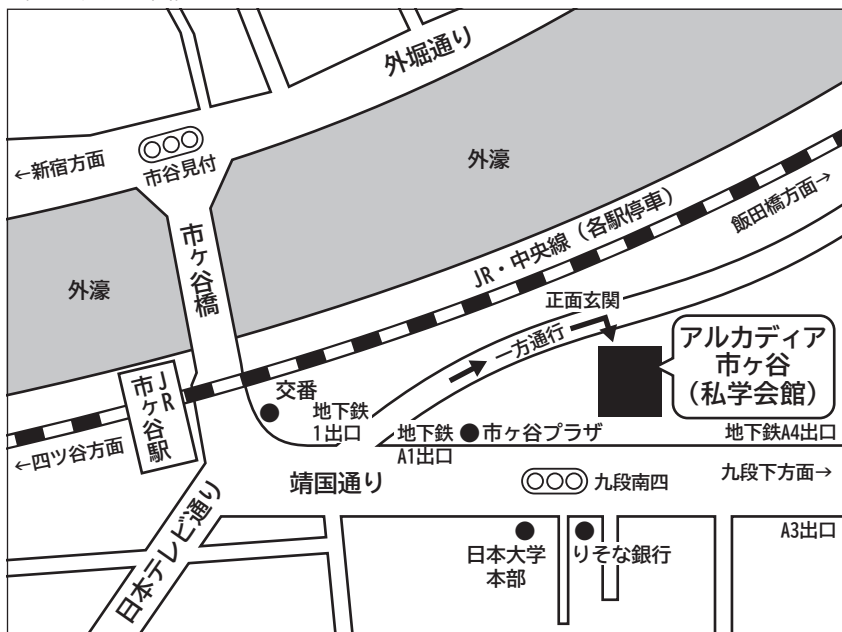 外堀通り
←新宿方面
市谷見付
外濠
飯田橋方面→
JR・中央線（各駅停車）
市ヶ谷橋
外濠
正面玄関
一方通行
アルカディア
市ヶ谷
（私学会館）
JR
市ヶ谷駅
交番
地下鉄
1出口
地下鉄
A1出口
市ヶ谷プラザ
地下鉄A4出口
←四ツ谷方面
靖国通り
九段南四
九段下方面→
日本テレビ通り
日本大学
本部
りそな銀行
A3出口